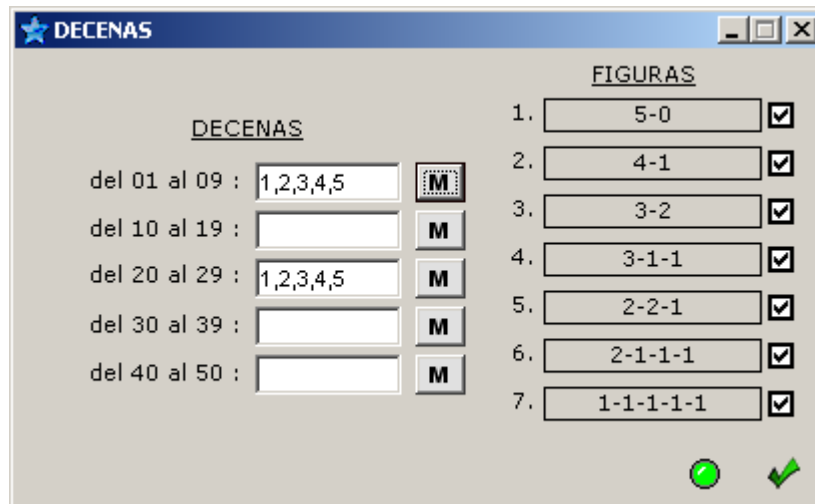 DECENAS
DECENAS
del 01 al 09 : 1,2,3,4,5 M
del 10 al 19 : M
del 20 al 29 : 1,2,3,4,5 M
del 30 al 39 : M
del 40 al 50 : M
FIGURAS
1. 5-0
2. 4-1
3. 3-2
4. 3-1-1
5. 2-2-1
6. 2-1-1-1
7. 1-1-1-1-1